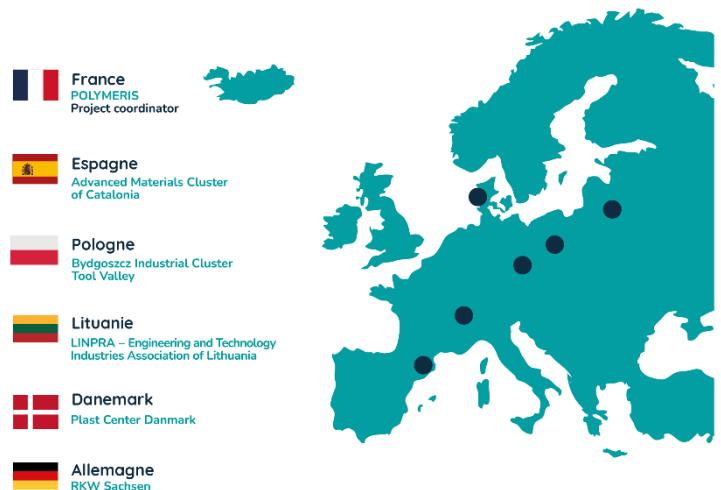 France
POLYMERIS
Project coordinator
Espagne
Advanced Materials Cluster
of Catalonia
Pologne
Bydgoszcz Industrial Cluster
Tool Valley
Lituanie
LINPRA – Engineering and Technology
Industries Association of Lithuania
Danemark
Plast Center Danmark
Allemagne
RKW Sachsen